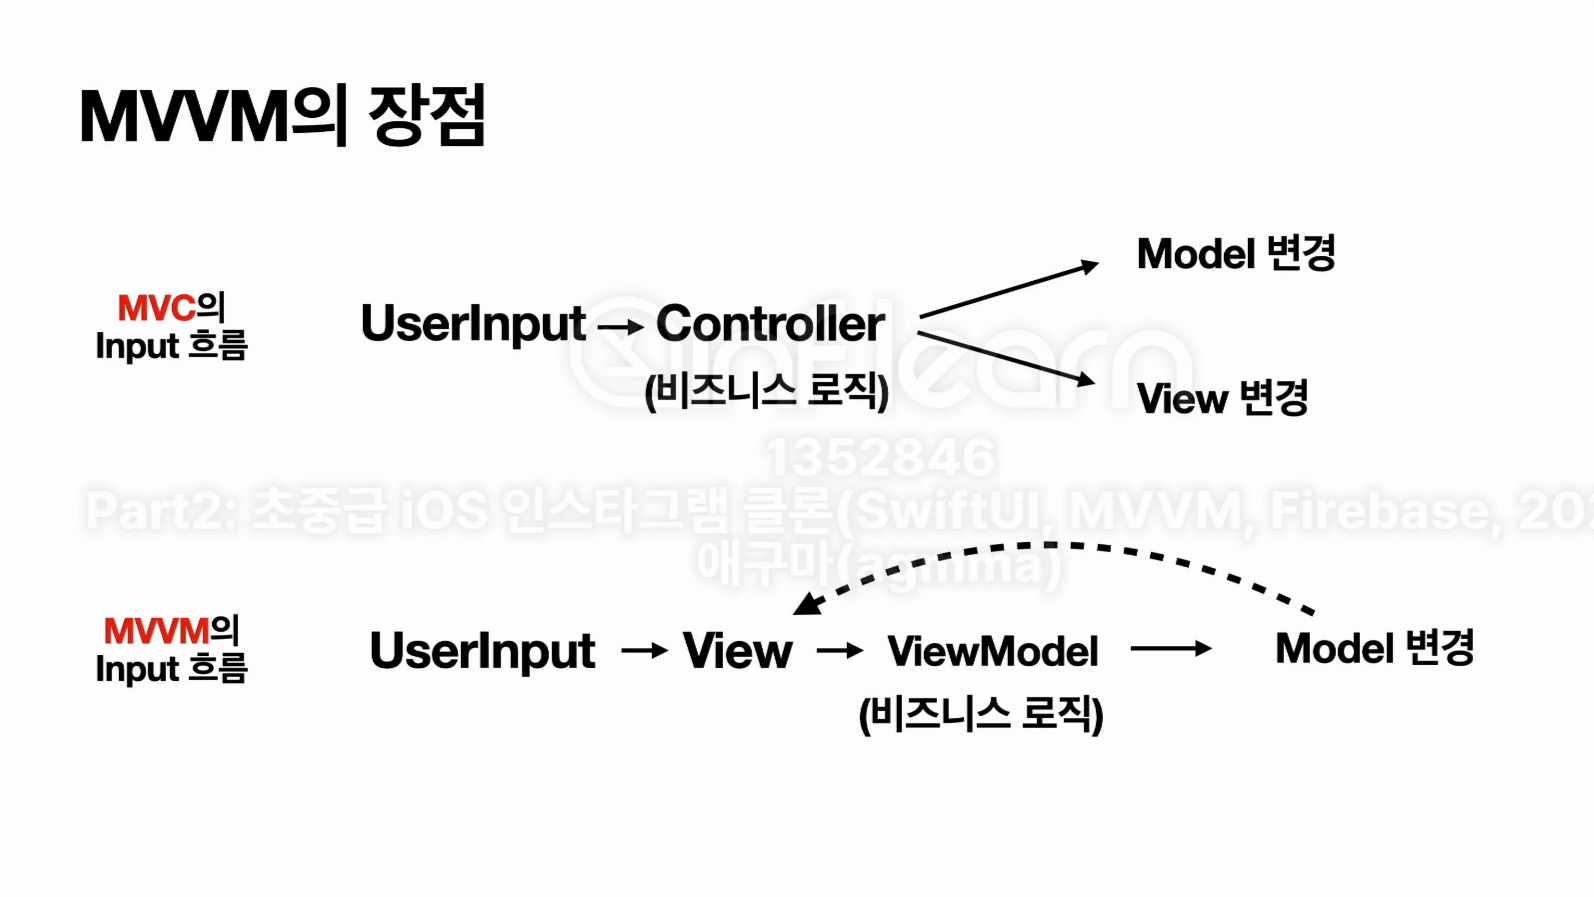 MVVM의 장점
MVC의
Input 흐름
UserInput
Controller
(비즈니스 로직)
Model 변경
View 변경
inflearn
1352846
Part2: 초중급 iOS 인스타그램 클론(SwiftUI, MVVM, Firebase, 20
애구마(agmma)
MVVM의
Input 흐름
UserInput
View
ViewModel
(비즈니스 로직)
Model 변경